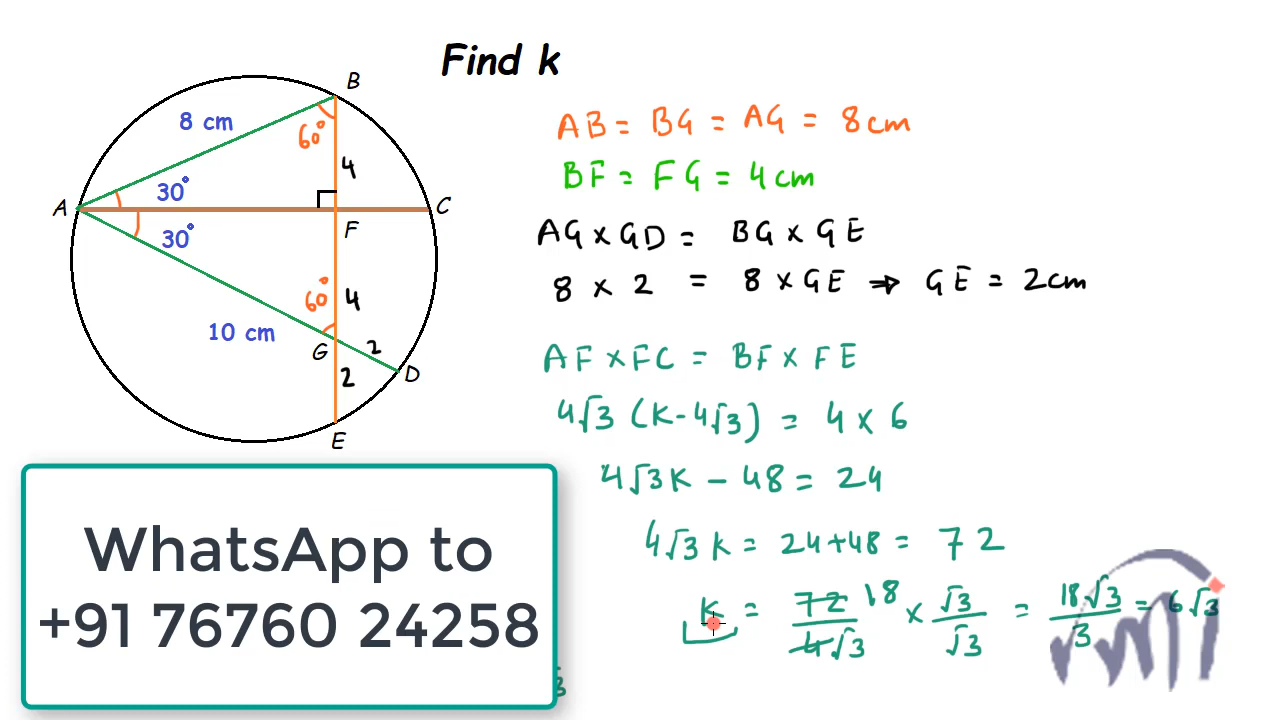 Find k
B
8 cm
60°
4
30°
A
C
F
30°
60°
4
10 cm
G
2
D
2
E
AB = BG = AG = 8cm
BF = FG = 4cm
AG × GD = BG × GE
8 × 2 = 8 × GE ⇒ GE = 2cm
AF × FC = BF × FE
4√3 (K-4√3) = 4 × 6
4√3K - 48 = 24
4√3 K = 24+48 = 72
K = 72/4√3 18 × √3/√3 = 18√3/3 = 6√3
WhatsApp to
+91 76760 24258